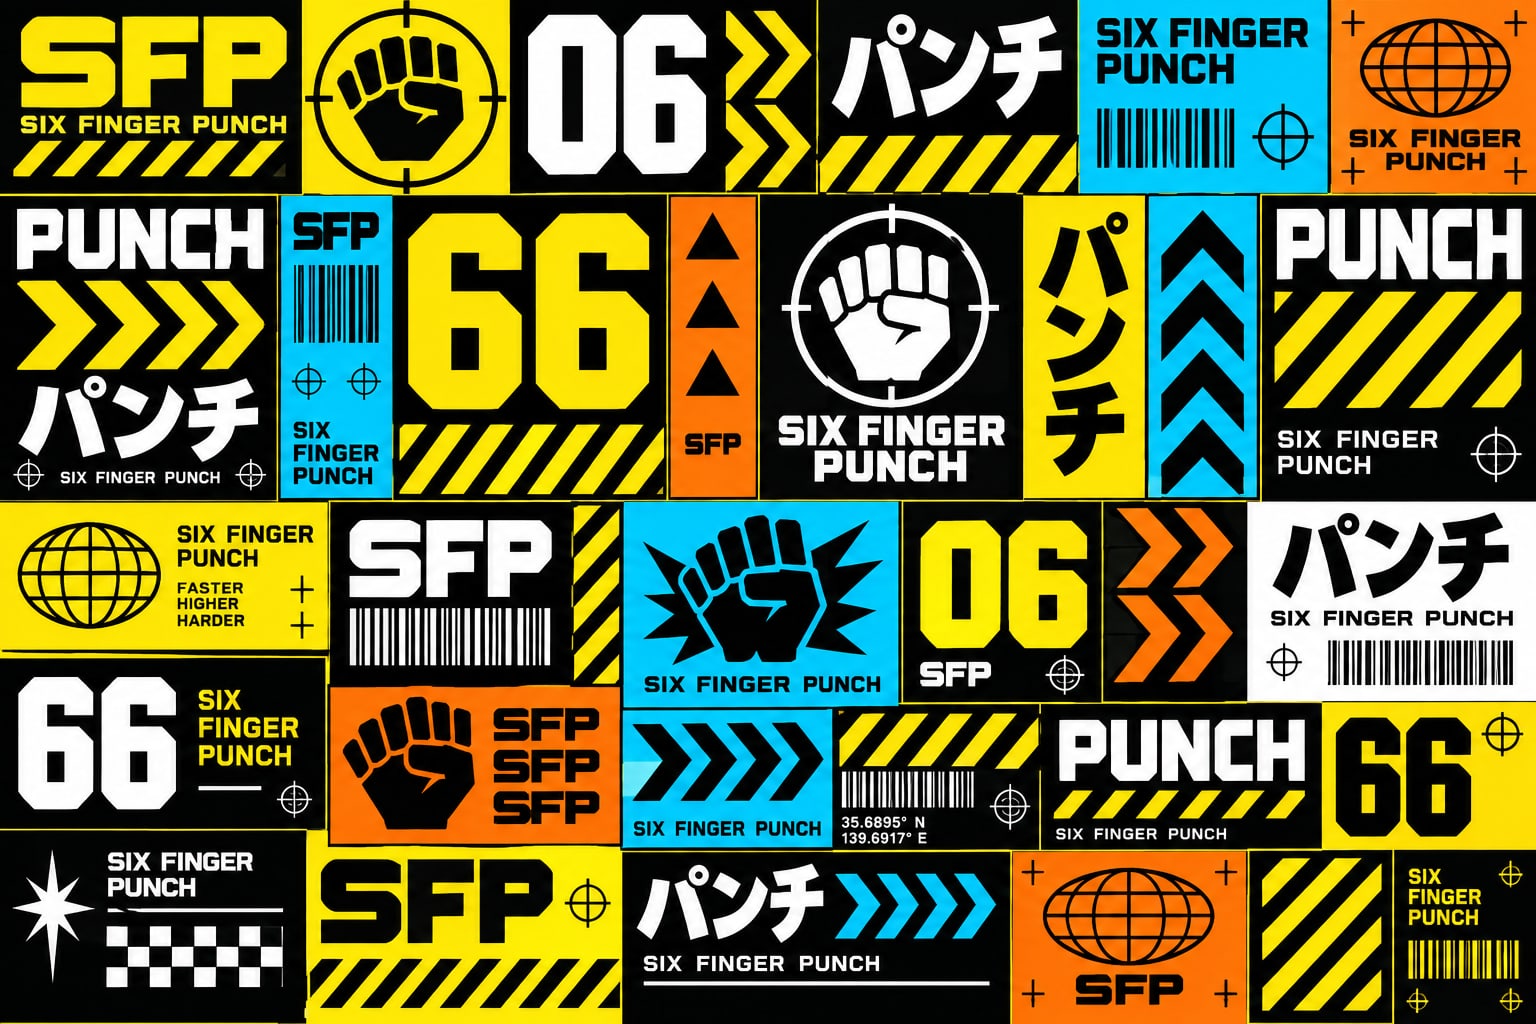 SFP
SIX FINGER PUNCH
06
パンチ
SIX FINGER
PUNCH
SIX FINGER
PUNCH
PUNCH
パンチ
SIX FINGER PUNCH
SFP
SIX
FINGER
PUNCH
66
SFP
SIX FINGER
PUNCH
パンチ
PUNCH
SIX FINGER
PUNCH
SIX FINGER
PUNCH
FASTER
HIGHER
HARDER
SFP
SIX FINGER PUNCH
06
SFP
パンチ
SIX FINGER PUNCH
66
SIX
FINGER
PUNCH
SFP
SFP
SFP
SIX FINGER PUNCH
35.6895° N
139.6917° E
PUNCH
SIX FINGER PUNCH
66
SIX FINGER
PUNCH
SFP
パンチ
SIX FINGER PUNCH
SFP
SIX
FINGER
PUNCH